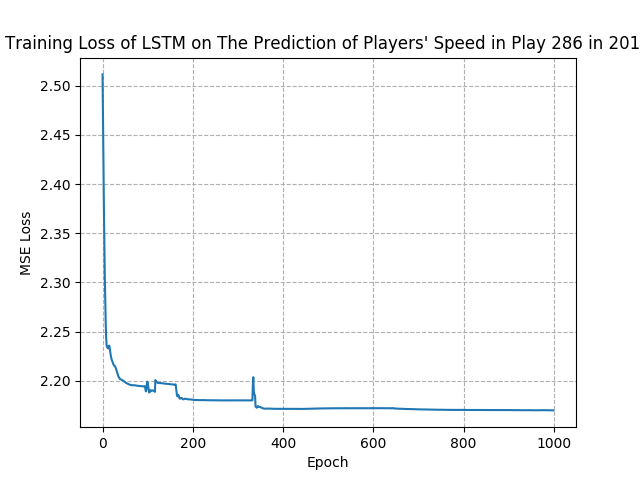 Training Loss of LSTM on The Prediction of Players' Speed in Play 286 in 201
2.50
2.45
2.40
2.35
2.30
2.25
2.20
MSE Loss
0 200 400 600 800 1000
Epoch